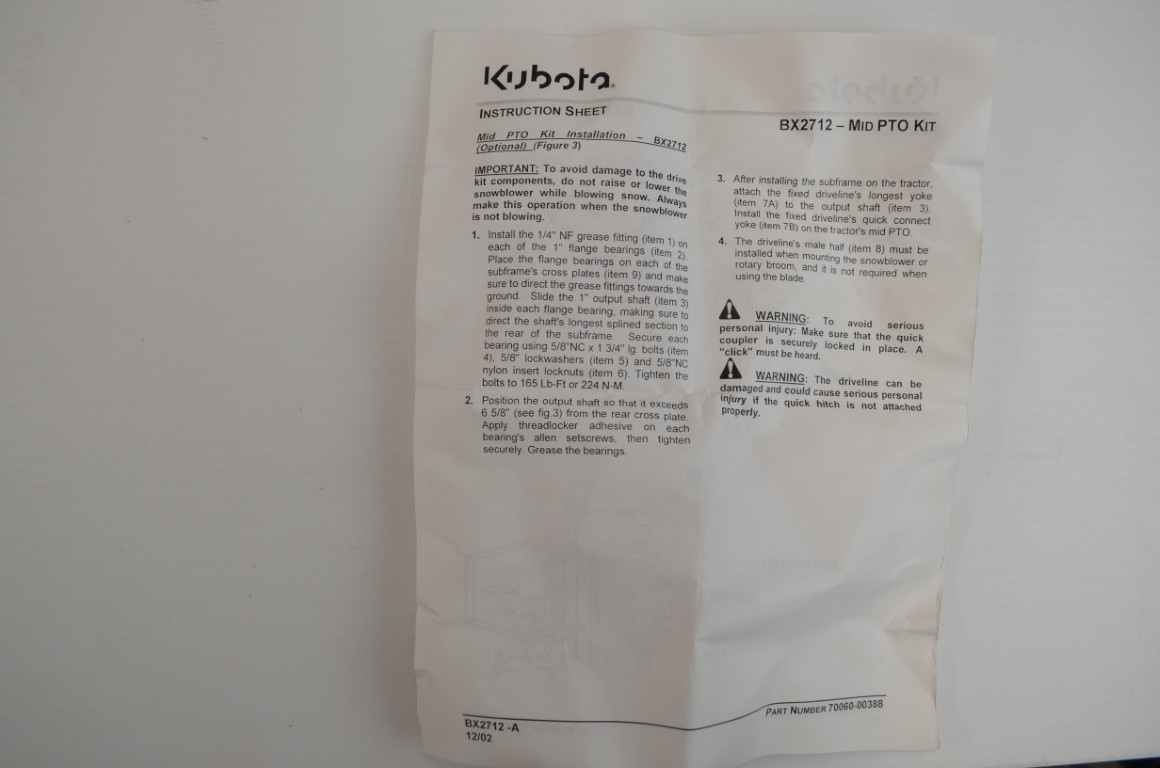 Kubota
INSTRUCTION SHEET
BX2712 – MID PTO KIT
Mid PTO Kit Installation – BX2712
(Optional) (Figure 3)
IMPORTANT: To avoid damage to the drive
kit components, do not raise or lower the
snowblower while blowing snow. Always
make this operation when the snowblower
is not blowing.
1. Install the 1/4" NF grease fitting (item 1) on
each of the 1" flange bearings (item 2).
Place the flange bearings on each of the
subframe's cross plates (item 9) and make
sure to direct the grease fittings towards the
ground. Slide the 1" output shaft (item 3)
inside each flange bearing, making sure to
direct the shaft's longest splined section to
the rear of the subframe. Secure each
bearing using 5/8"NC x 1 3/4" lg. bolts (item
4), 5/8" lockwashers (item 5) and 5/8"NC
nylon insert locknuts (item 6). Tighten the
bolts to 165 Lb-Ft or 224 N-M.
2. Position the output shaft so that it exceeds
6 5/8" (see fig.3) from the rear cross plate.
Apply threadlocker adhesive on each
bearing's allen setscrews, then tighten
securely. Grease the bearings.
3. After installing the subframe on the tractor,
attach the fixed driveline's longest yoke
(item 7A) to the output shaft (item 3).
Install the fixed driveline's quick connect
yoke (item 7B) on the tractor's mid PTO.
4. The driveline's male half (item 8) must be
installed when mounting the snowblower or
rotary broom, and it is not required when
using the blade.
WARNING: To avoid serious
personal injury: Make sure that the quick
coupler is securely locked in place. A
"click" must be heard.
WARNING: The driveline can be
damaged and could cause serious personal
injury if the quick hitch is not attached
properly.
BX2712 -A
12/02
PART NUMBER 70060-00388